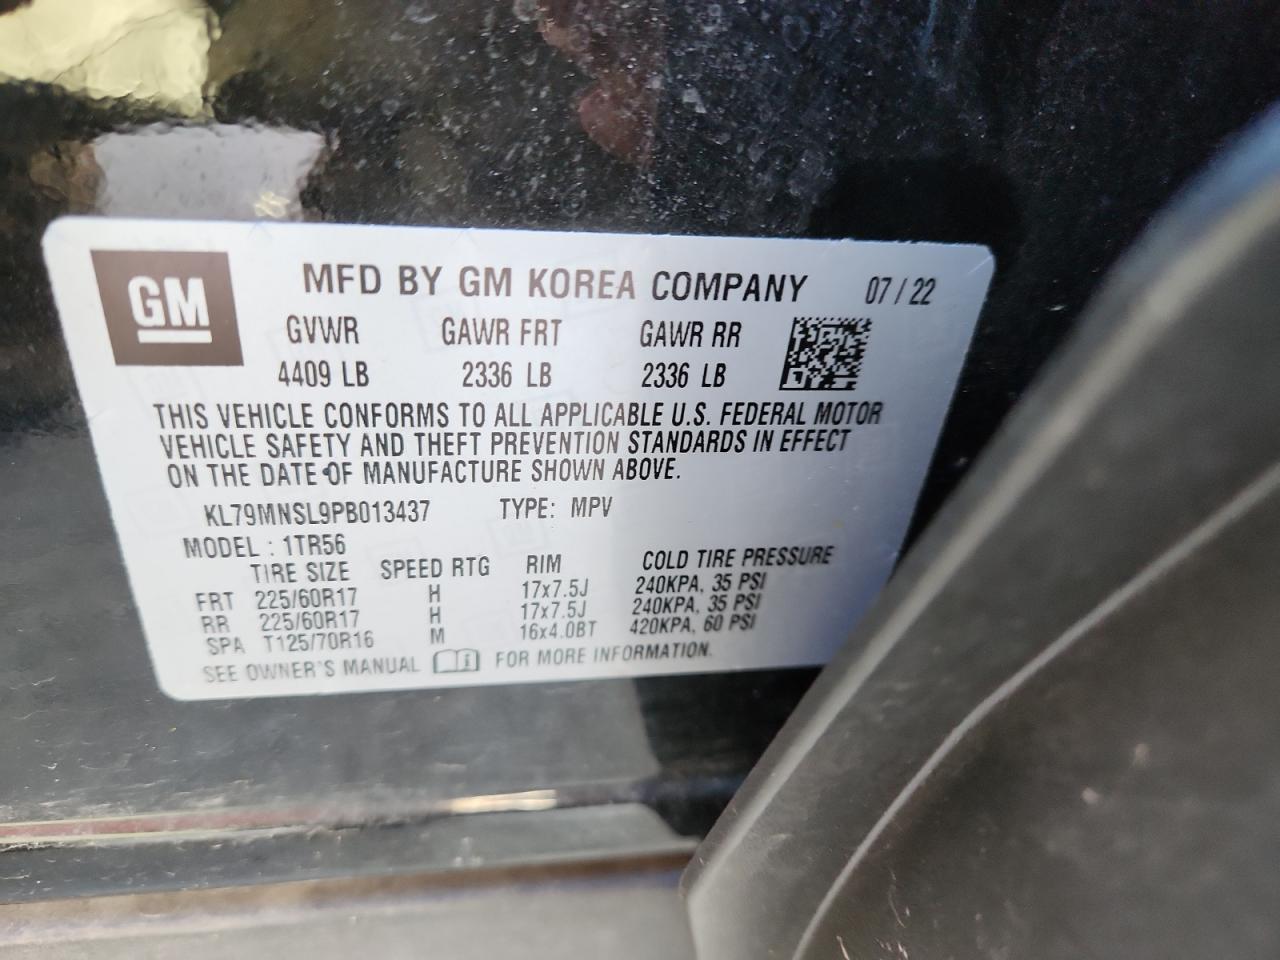 GM MFD BY GM KOREA COMPANY 07/22
GVWR GAWR FRT GAWR RR
4409 LB 2336 LB 2336 LB
THIS VEHICLE CONFORMS TO ALL APPLICABLE U.S. FEDERAL MOTOR
VEHICLE SAFETY AND THEFT PREVENTION STANDARDS IN EFFECT
ON THE DATE OF MANUFACTURE SHOWN ABOVE.
KL79MNSL9PB013437 TYPE: MPV
MODEL : 1TR56
TIRE SIZE SPEED RTG RIM COLD TIRE PRESSURE
FRT 225/60R17 H 17x7.5J 240KPA, 35 PSI
RR 225/60R17 H 17x7.5J 240KPA, 35 PSI
SPA T125/70R16 M 16x4.0BT 420KPA, 60 PSI
SEE OWNER'S MANUAL FOR MORE INFORMATION.